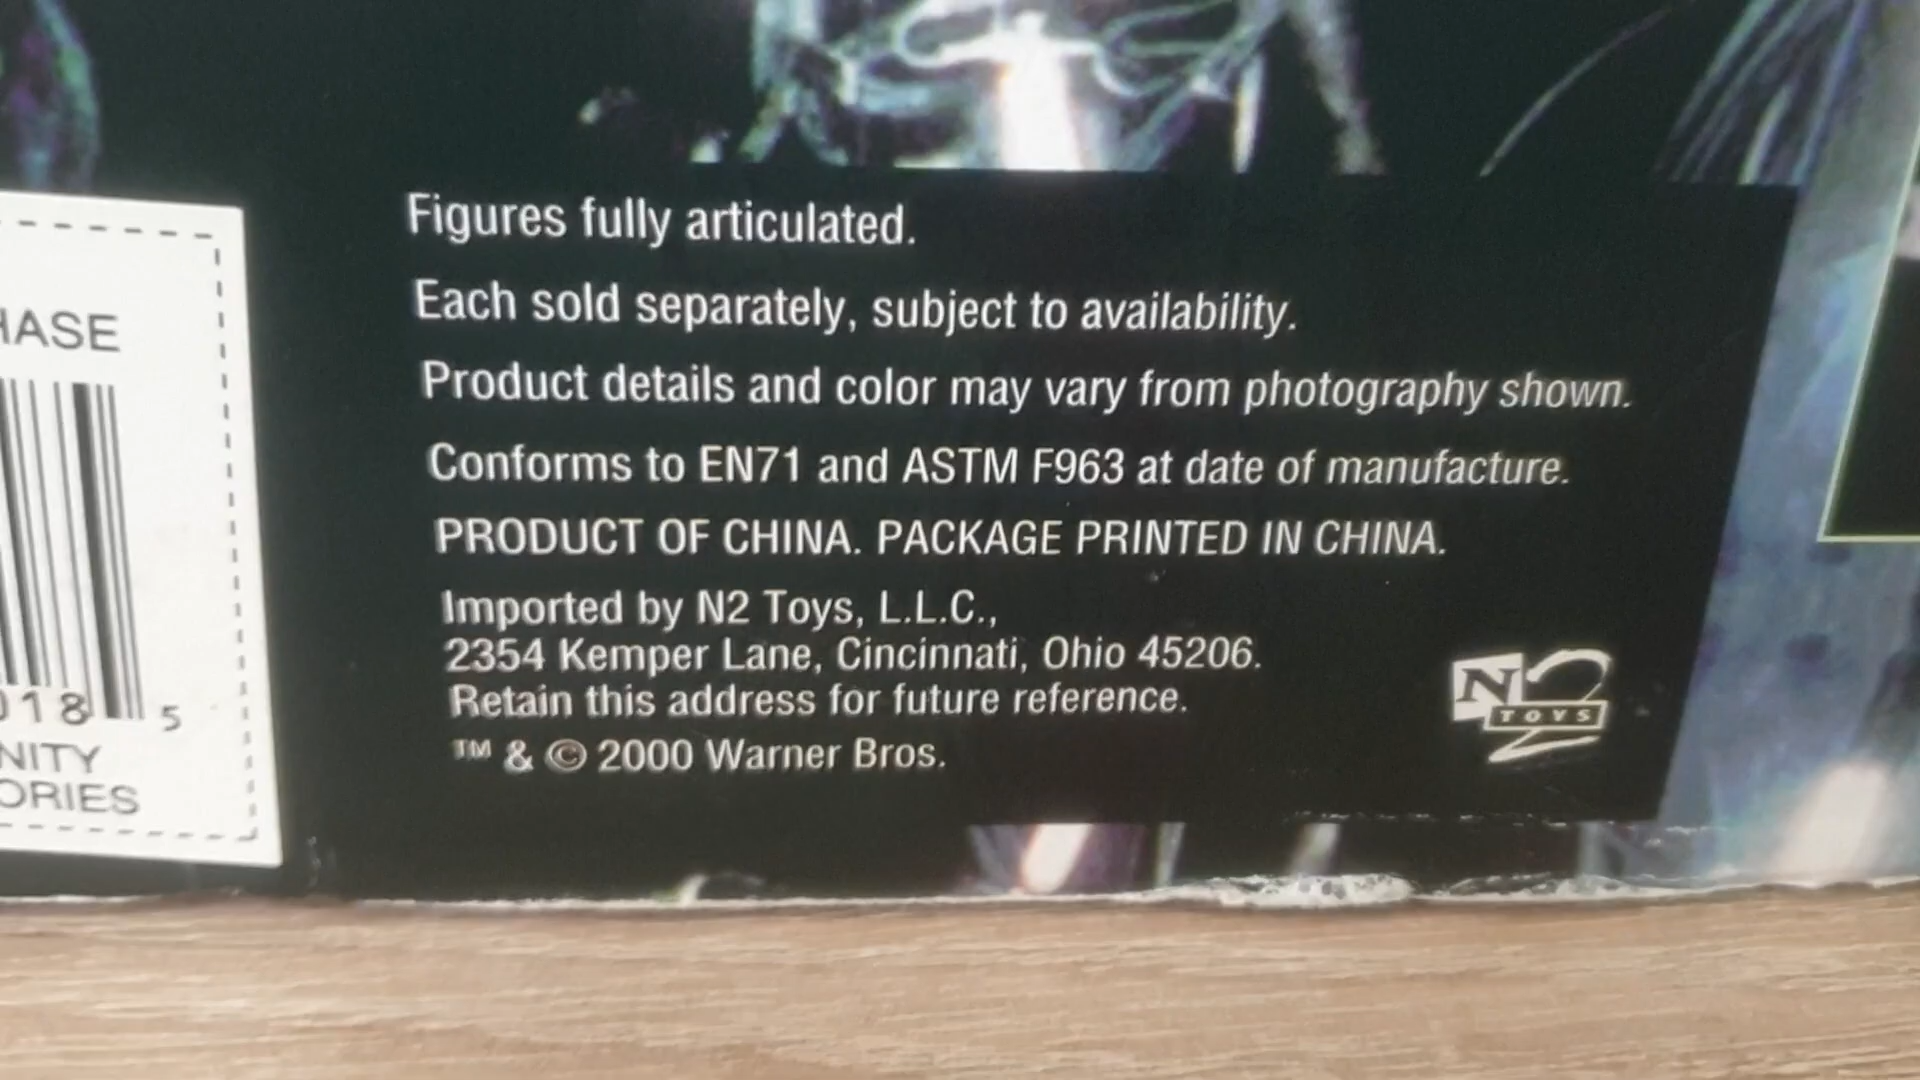 HASE
018 5
NITY
ORIES
Figures fully articulated.
Each sold separately, subject to availability.
Product details and color may vary from photography shown.
Conforms to EN71 and ASTM F963 at date of manufacture.
PRODUCT OF CHINA. PACKAGE PRINTED IN CHINA.
Imported by N2 Toys, L.L.C.,
2354 Kemper Lane, Cincinnati, Ohio 45206.
Retain this address for future reference.
™ & © 2000 Warner Bros.
N2
TOYS